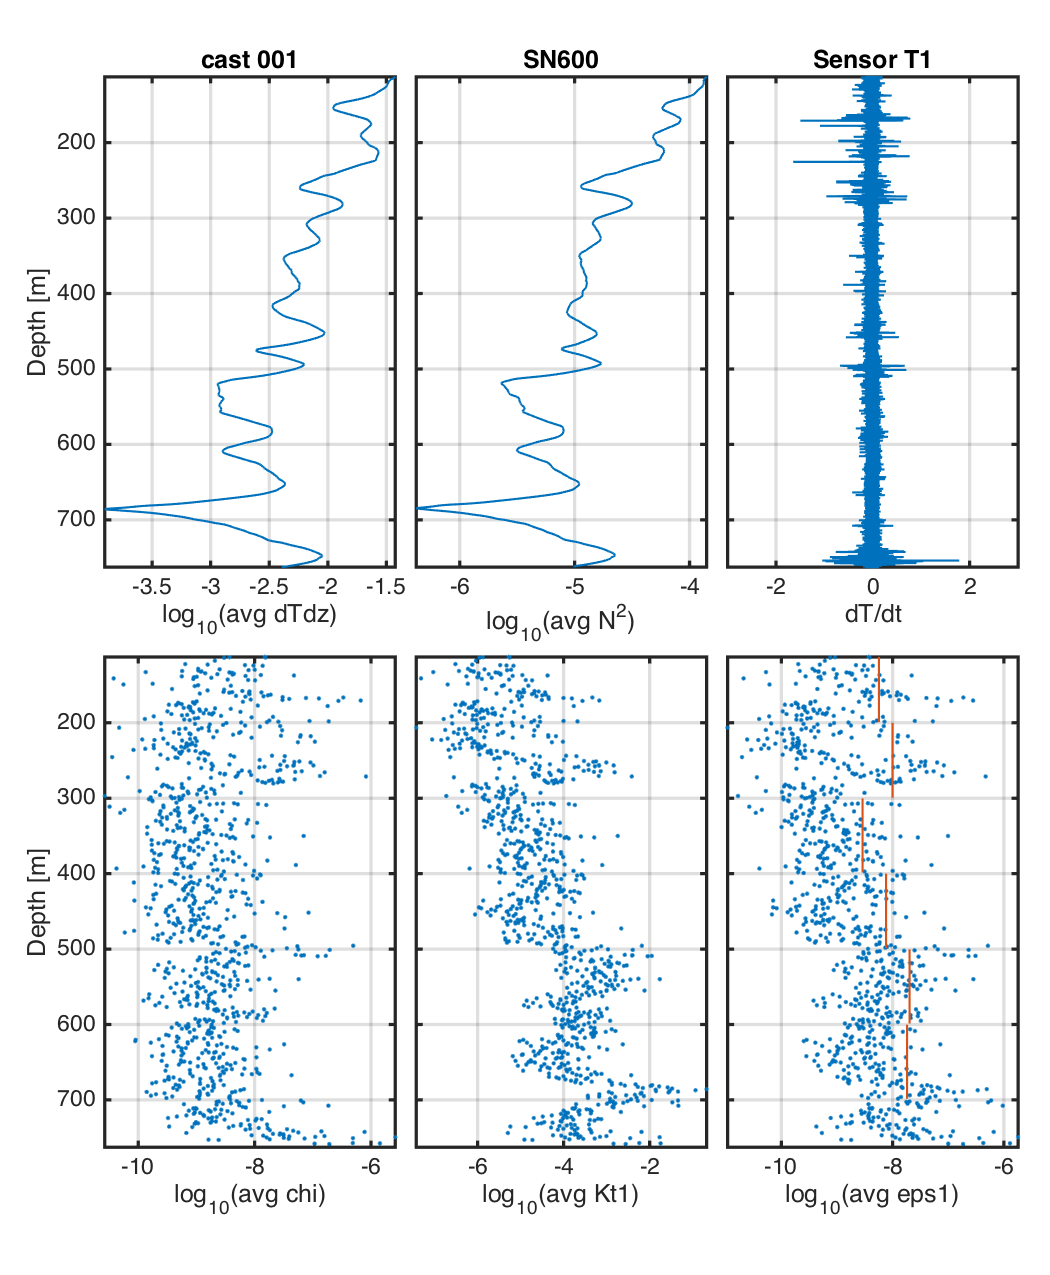 cast 001
SN600
Sensor T1
200
300
400
500
600
700
Depth [m]
-3.5 -3 -2.5 -2 -1.5
log10(avg dTdz)
-6 -5 -4
log10(avg N2)
-2 0 2
dT/dt
200
300
400
500
600
700
Depth [m]
-10 -8 -6
log10(avg chi)
-6 -4 -2
log10(avg Kt1)
-10 -8 -6
log10(avg eps1)